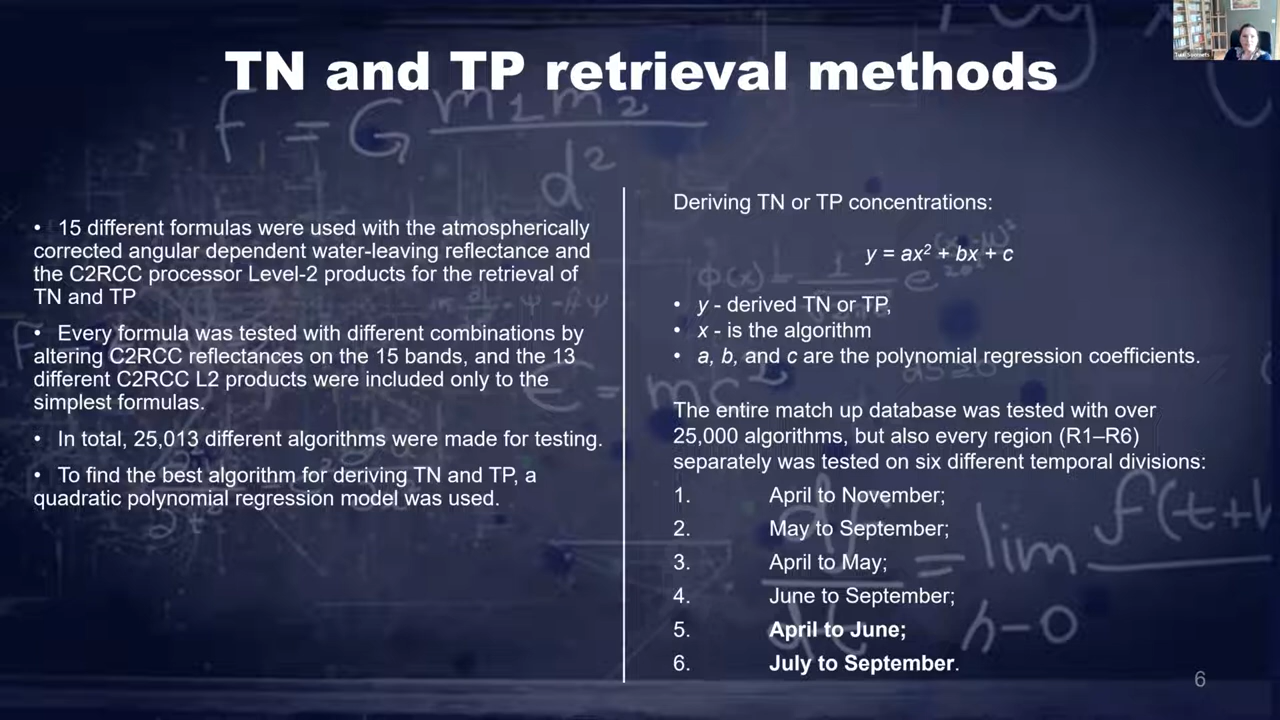 TN and TP retrieval methods
• 15 different formulas were used with the atmospherically
corrected angular dependent water-leaving reflectance and
the C2RCC processor Level-2 products for the retrieval of
TN and TP
• Every formula was tested with different combinations by
altering C2RCC reflectances on the 15 bands, and the 13
different C2RCC L2 products were included only to the
simplest formulas.
• In total, 25,013 different algorithms were made for testing.
• To find the best algorithm for deriving TN and TP, a
quadratic polynomial regression model was used.
Deriving TN or TP concentrations:
y = ax² + bx + c
• y - derived TN or TP,
• x - is the algorithm
• a, b, and c are the polynomial regression coefficients.
The entire match up database was tested with over
25,000 algorithms, but also every region (R1–R6)
separately was tested on six different temporal divisions:
1. April to November;
2. May to September;
3. April to May;
4. June to September;
5. April to June;
6. July to September.
6
f = G m₁m₂
d²
= lim f(t+h
h-0